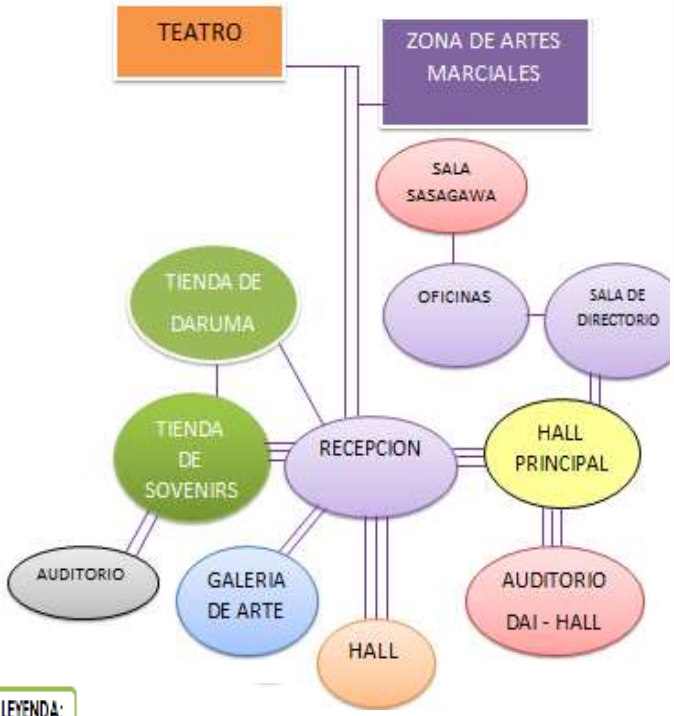 TEATRO
ZONA DE ARTES
MARCIALES
SALA
SASAGAWA
TIENDA DE
DARUMA
OFICINAS
SALA DE
DIRECTORIO
TIENDA
DE
SOVENIRS
RECEPCION
HALL
PRINCIPAL
AUDITORIO
GALERIA
DE ARTE
AUDITORIO
DAI - HALL
HALL
LEYENDA: